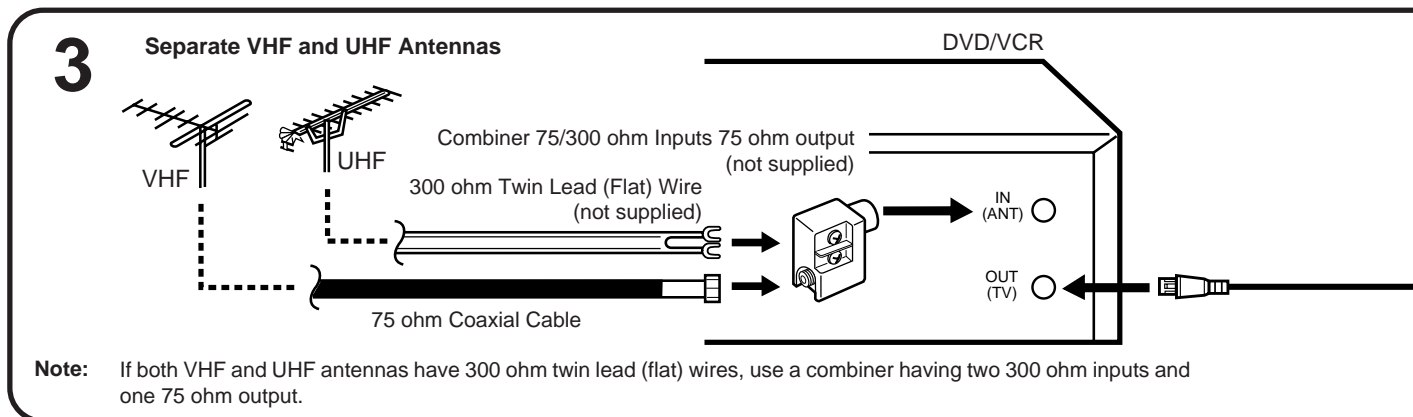 3
Separate VHF and UHF Antennas
DVD/VCR
Combiner 75/300 ohm Inputs 75 ohm output
(not supplied)
VHF
UHF
300 ohm Twin Lead (Flat) Wire
(not supplied)
IN
(ANT)
OUT
(TV)
75 ohm Coaxial Cable
Note: If both VHF and UHF antennas have 300 ohm twin lead (flat) wires, use a combiner having two 300 ohm inputs and
one 75 ohm output.